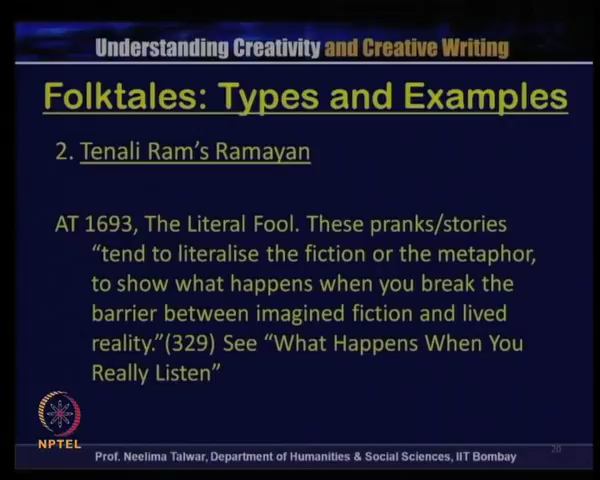 Understanding Creativity and Creative Writing
Folktales: Types and Examples
2. Tenali Ram's Ramayan
AT 1693, The Literal Fool. These pranks/stories
"tend to literalise the fiction or the metaphor,
to show what happens when you break the
barrier between imagined fiction and lived
reality."(329) See "What Happens When You
Really Listen"
NPTEL
Prof. Neelima Talwar, Department of Humanities & Social Sciences, IIT Bombay
20